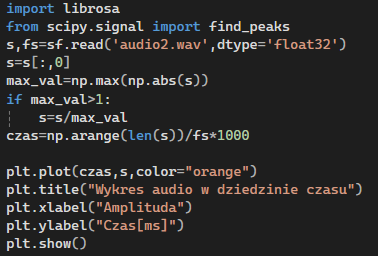 import librosa
from scipy.signal import find_peaks
s,fs=sf.read('audio2.wav',dtype='float32')
s=s[:,0]
max_val=np.max(np.abs(s))
if max_val>1:
    s=s/max_val
czas=np.arange(len(s))/fs*1000

plt.plot(czas,s,color="orange")
plt.title("Wykres audio w dziedzinie czasu")
plt.xlabel("Amplituda")
plt.ylabel("Czas[ms]")
plt.show()